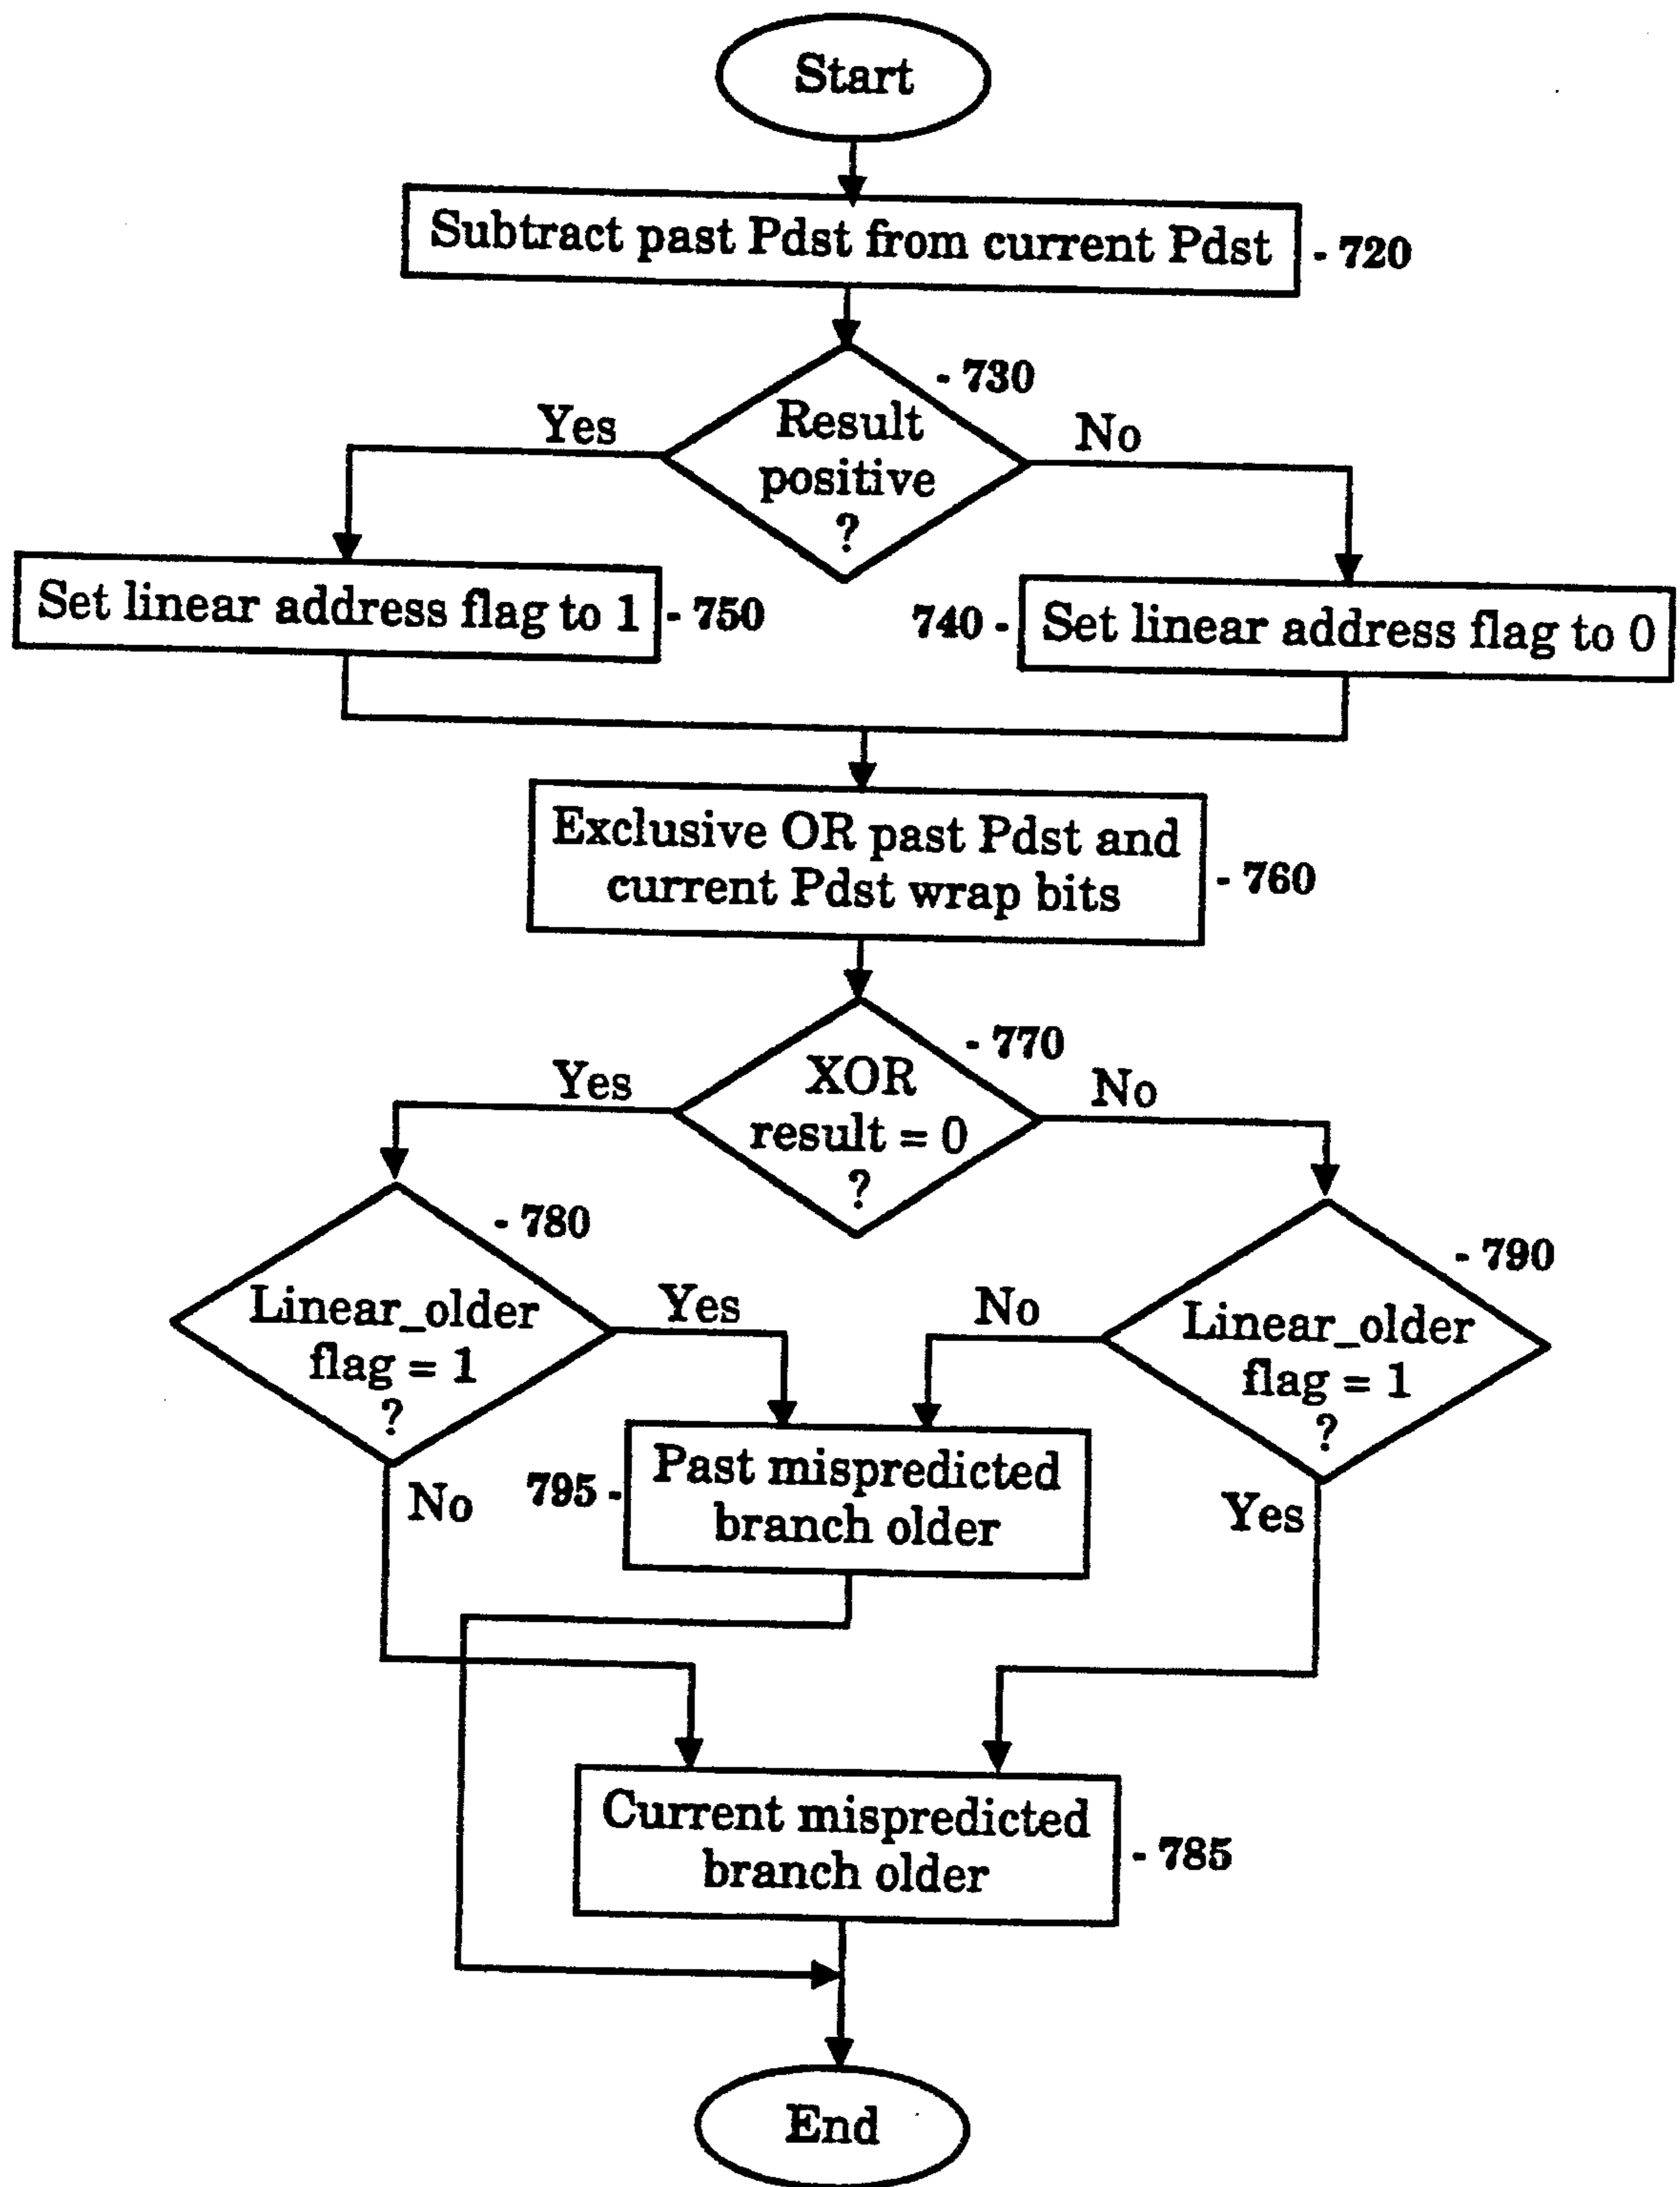 Start
Subtract past Pdst from current Pdst
- 720
- 730
Result
positive
?
Yes
No
Set linear address flag to 1
- 750
740 -
Set linear address flag to 0
Exclusive OR past Pdst and
current Pdst wrap bits
- 760
- 770
XOR
result = 0
?
Yes
No
- 780
Linear_older
flag = 1
?
Yes
No
- 790
Linear_older
flag = 1
?
No
Yes
795 -
Past mispredicted
branch older
Current mispredicted
branch older
- 785
End